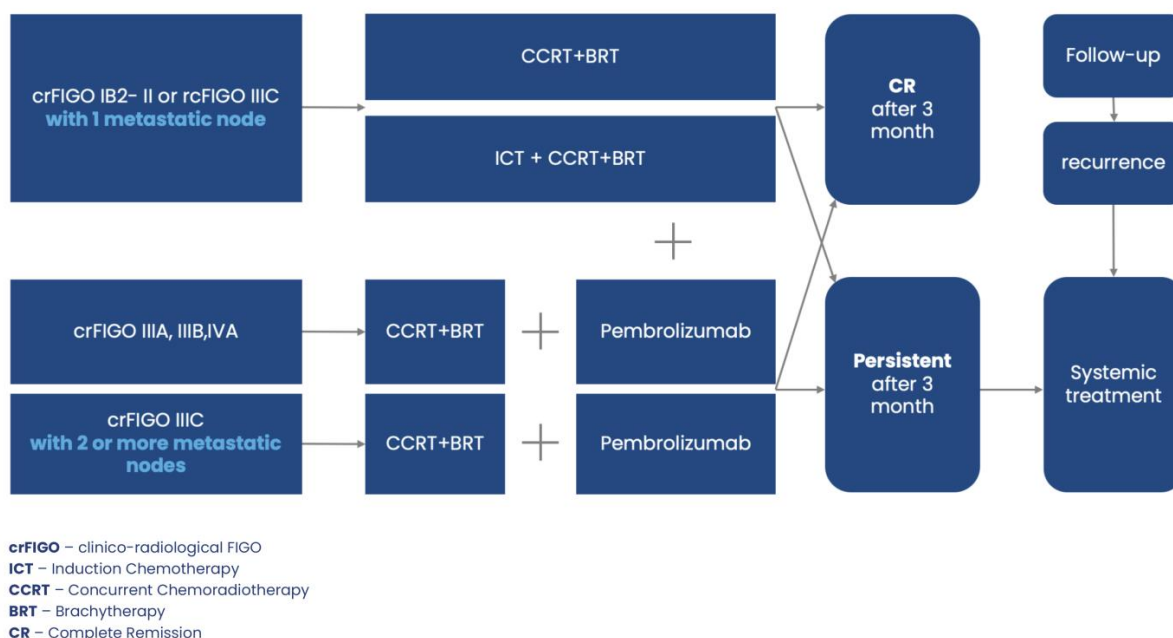 crFIGO IB2- II or rcFIGO IIIC
with 1 metastatic node
CCRT+BRT
ICT + CCRT+BRT
CR
after 3
month
Follow-up
recurrence
+
crFIGO IIIA, IIIB,IVA
CCRT+BRT
+
Pembrolizumab
crFIGO IIIC
with 2 or more metastatic
nodes
CCRT+BRT
+
Pembrolizumab
Persistent
after 3
month
Systemic
treatment
crFIGO – clinico-radiological FIGO
ICT – Induction Chemotherapy
CCRT – Concurrent Chemoradiotherapy
BRT – Brachytherapy
CR – Complete Remission